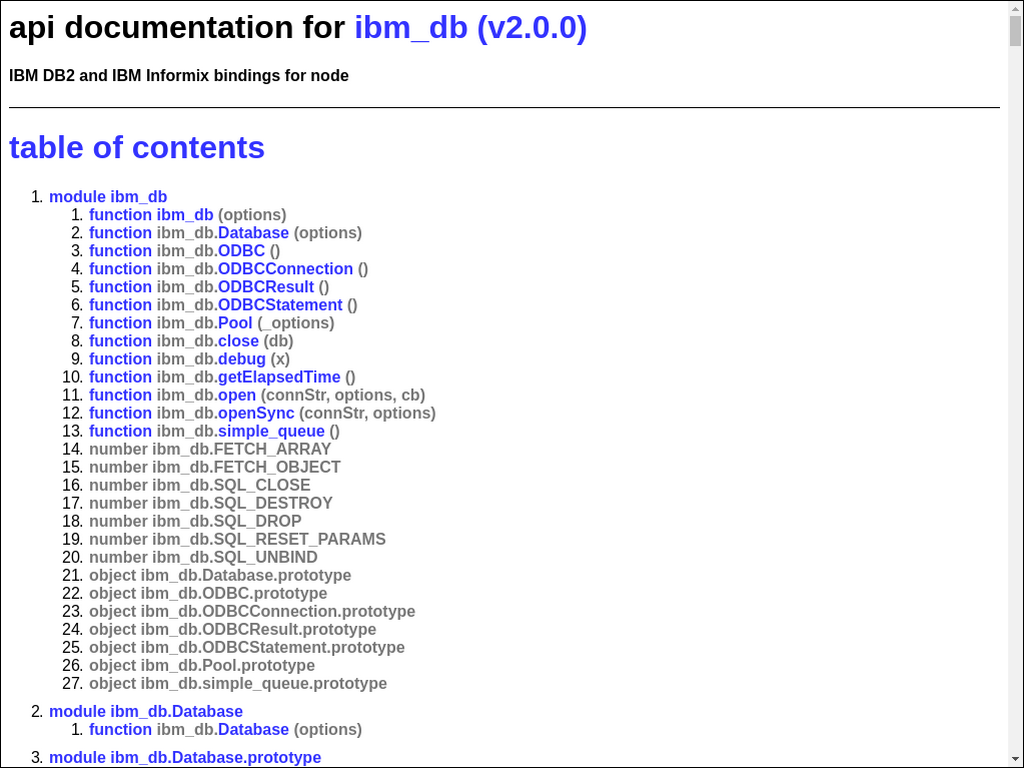 api documentation for ibm_db (v2.0.0)
IBM DB2 and IBM Informix bindings for node
table of contents
1. module ibm_db
1. function ibm_db (options)
2. function ibm_db.Database (options)
3. function ibm_db.ODBC ()
4. function ibm_db.ODBCConnection ()
5. function ibm_db.ODBCResult ()
6. function ibm_db.ODBCStatement ()
7. function ibm_db.Pool (_options)
8. function ibm_db.close (db)
9. function ibm_db.debug (x)
10. function ibm_db.getElapsedTime ()
11. function ibm_db.open (connStr, options, cb)
12. function ibm_db.openSync (connStr, options)
13. function ibm_db.simple_queue ()
14. number ibm_db.FETCH_ARRAY
15. number ibm_db.FETCH_OBJECT
16. number ibm_db.SQL_CLOSE
17. number ibm_db.SQL_DESTROY
18. number ibm_db.SQL_DROP
19. number ibm_db.SQL_RESET_PARAMS
20. number ibm_db.SQL_UNBIND
21. object ibm_db.Database.prototype
22. object ibm_db.ODBC.prototype
23. object ibm_db.ODBCConnection.prototype
24. object ibm_db.ODBCResult.prototype
25. object ibm_db.ODBCStatement.prototype
26. object ibm_db.Pool.prototype
27. object ibm_db.simple_queue.prototype
2. module ibm_db.Database
1. function ibm_db.Database (options)
3. module ibm_db.Database.prototype